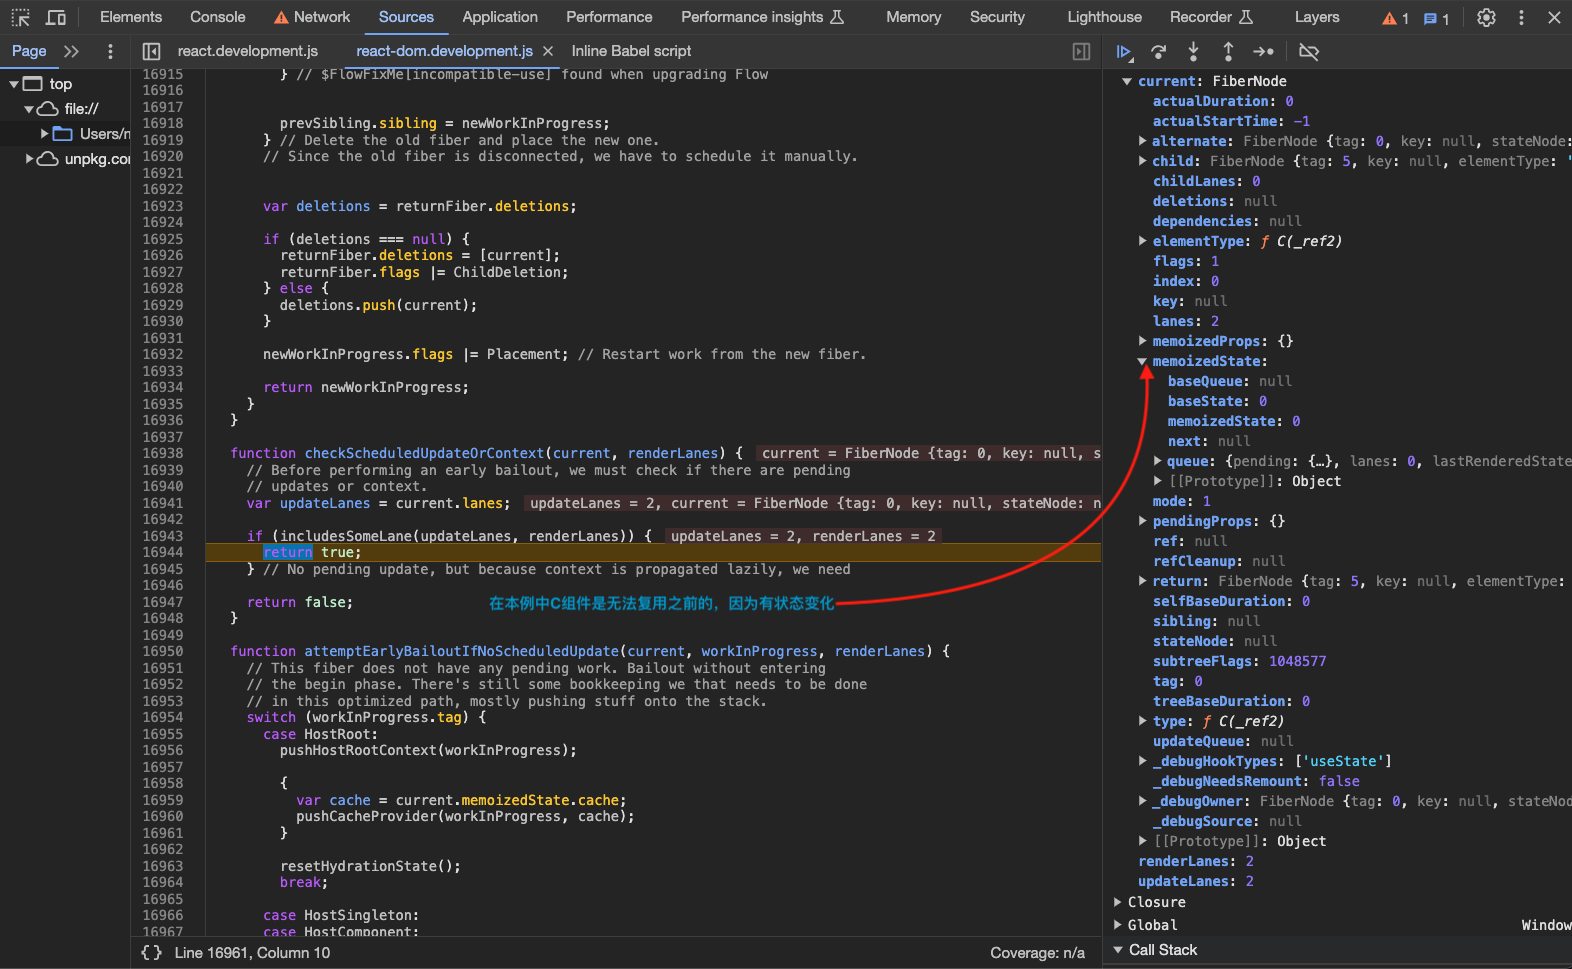 Elements Console Network Sources Application Performance Performance insights Memory Security Lighthouse Recorder Layers 1 1
Page
react.development.js react-dom.development.js Inline Babel script
top
file://
Users/n
unpkg.cor
16915 } // $FlowFixMe[incompatible-use] found when upgrading Flow
16916
16917
16918 prevSibling.sibling = newWorkInProgress;
16919 } // Delete the old fiber and place the new one.
16920 // Since the old fiber is disconnected, we have to schedule it manually.
16921
16922
16923 var deletions = returnFiber.deletions;
16924
16925 if (deletions === null) {
16926 returnFiber.deletions = [current];
16927 returnFiber.flags |= ChildDeletion;
16928 } else {
16929 deletions.push(current);
16930 }
16931
16932 newWorkInProgress.flags |= Placement; // Restart work from the new fiber.
16933
16934 return newWorkInProgress;
16935 }
16936 }
16937
16938 function checkScheduledUpdateOrContext(current, renderLanes) { current = FiberNode {tag: 0, key: null, s
16939 // Before performing an early bailout, we must check if there are pending
16940 // updates or context.
16941 var updateLanes = current.lanes; updateLanes = 2, current = FiberNode {tag: 0, key: null, stateNode: n
16942
16943 if (includesSomeLane(updateLanes, renderLanes)) { updateLanes = 2, renderLanes = 2
16944 return true;
16945 } // No pending update, but because context is propagated lazily, we need
16946
16947 return false; 在本例中C组件是无法复用之前的，因为有状态变化
16948 }
16949
16950 function attemptEarlyBailoutIfNoScheduledUpdate(current, workInProgress, renderLanes) {
16951 // This fiber does not have any pending work. Bailout without entering
16952 // the begin phase. There's still some bookkeeping we that needs to be done
16953 // in this optimized path, mostly pushing stuff onto the stack.
16954 switch (workInProgress.tag) {
16955 case HostRoot:
16956 pushHostRootContext(workInProgress);
16957
16958 {
16959 var cache = current.memoizedState.cache;
16960 pushCacheProvider(workInProgress, cache);
16961 }
16962
16963 resetHydrationState();
16964 break;
16965
16966 case HostSingleton:
16967 case HostComponent:
{} Line 16961, Column 10 Coverage: n/a
current: FiberNode
actualDuration: 0
actualStartTime: -1
alternate: FiberNode {tag: 0, key: null, stateNode:
child: FiberNode {tag: 5, key: null, elementType: '
childLanes: 0
deletions: null
dependencies: null
elementType: ƒ C(_ref2)
flags: 1
index: 0
key: null
lanes: 2
memoizedProps: {}
memoizedState:
baseQueue: null
baseState: 0
memoizedState: 0
next: null
queue: {pending: {…}, lanes: 0, lastRenderedState
[[Prototype]]: Object
mode: 1
pendingProps: {}
ref: null
refCleanup: null
return: FiberNode {tag: 5, key: null, elementType:
selfBaseDuration: 0
sibling: null
stateNode: null
subtreeFlags: 1048577
tag: 0
treeBaseDuration: 0
type: ƒ C(_ref2)
updateQueue: null
_debugHookTypes: ['useState']
_debugNeedsRemount: false
_debugOwner: FiberNode {tag: 0, key: null, stateNod
_debugSource: null
[[Prototype]]: Object
renderLanes: 2
updateLanes: 2
Closure
Global Window
Call Stack